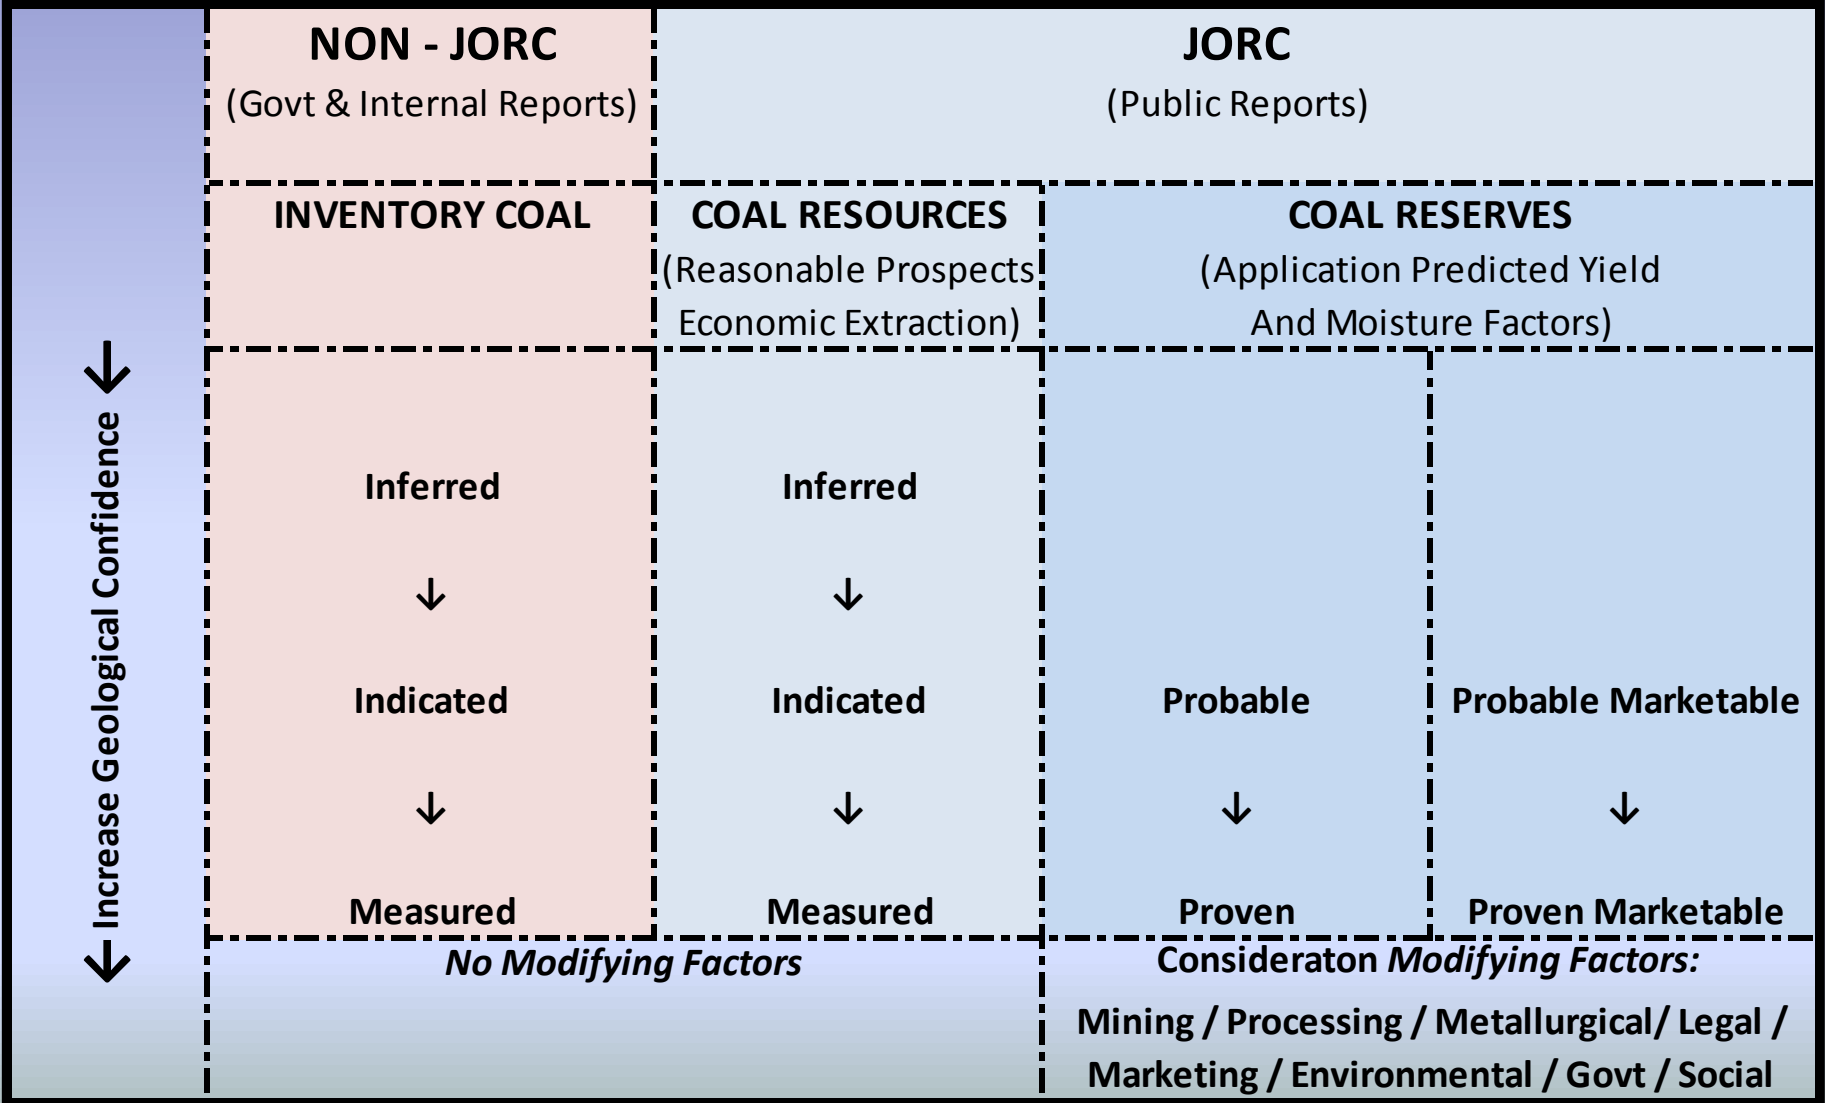 NON - JORC
(Govt & Internal Reports)
JORC
(Public Reports)
INVENTORY COAL
COAL RESOURCES
(Reasonable Prospects
Economic Extraction)
COAL RESERVES
(Application Predicted Yield
And Moisture Factors)
↓ Increase Geological Confidence ↓
Inferred
↓
Indicated
↓
Measured
Inferred
↓
Indicated
↓
Measured
Probable
↓
Proven
Probable Marketable
↓
Proven Marketable
No Modifying Factors
Consideraton Modifying Factors:
Mining / Processing / Metallurgical/ Legal /
Marketing / Environmental / Govt / Social